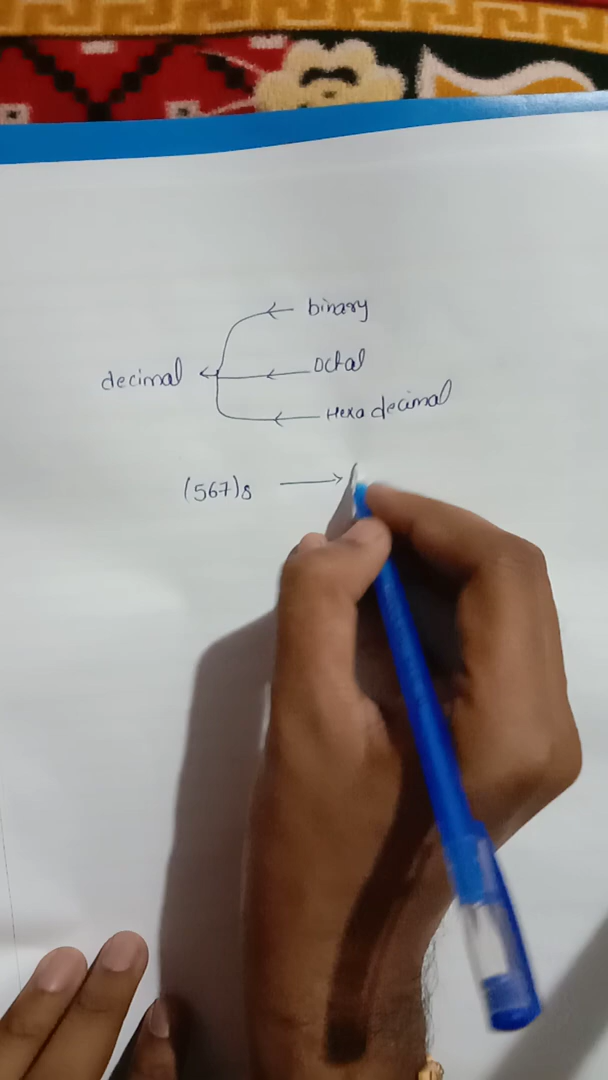 binary
decimal
Octal
Hexa decimal
(567)8 → (